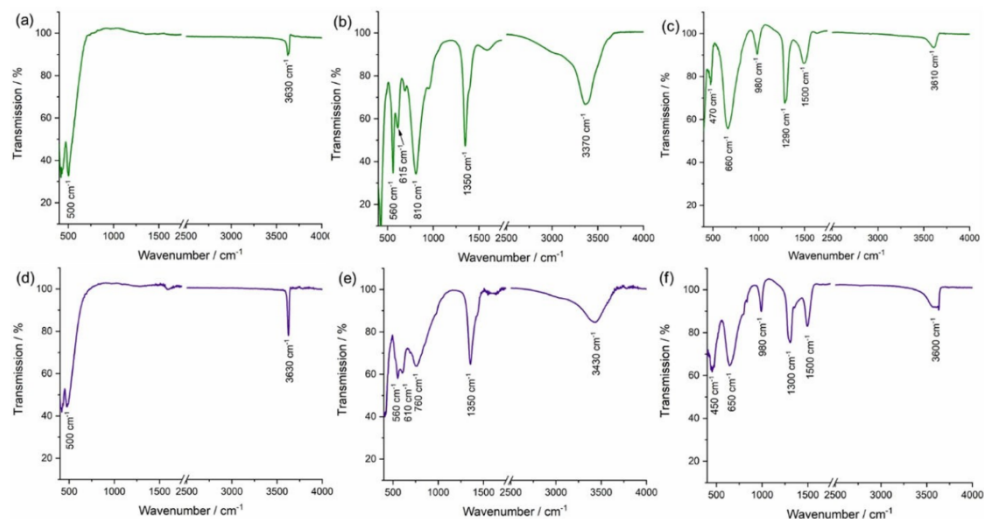 (a)
Transmission / %
100
80
60
40
20
500 cm⁻¹
3630 cm⁻¹
500 1000 1500 2500 3000 3500 4000
Wavenumber / cm⁻¹
(b)
Transmission / %
100
80
60
40
20
560 cm⁻¹
615 cm⁻¹
810 cm⁻¹
1350 cm⁻¹
3370 cm⁻¹
500 1000 1500 2500 3000 3500 4000
Wavenumber / cm⁻¹
(c)
Transmission / %
100
80
60
40
20
470 cm⁻¹
660 cm⁻¹
980 cm⁻¹
1290 cm⁻¹
1500 cm⁻¹
3610 cm⁻¹
500 1000 1500 2500 3000 3500 4000
Wavenumber / cm⁻¹
(d)
Transmission / %
100
80
60
40
20
500 cm⁻¹
3630 cm⁻¹
500 1000 1500 2500 3000 3500 4000
Wavenumber / cm⁻¹
(e)
Transmission / %
100
80
60
40
20
560 cm⁻¹
610 cm⁻¹
760 cm⁻¹
1350 cm⁻¹
3430 cm⁻¹
500 1000 1500 2500 3000 3500 4000
Wavenumber / cm⁻¹
(f)
Transmission / %
100
80
60
40
20
450 cm⁻¹
650 cm⁻¹
980 cm⁻¹
1300 cm⁻¹
1500 cm⁻¹
3600 cm⁻¹
500 1000 1500 2500 3000 3500 4000
Wavenumber / cm⁻¹